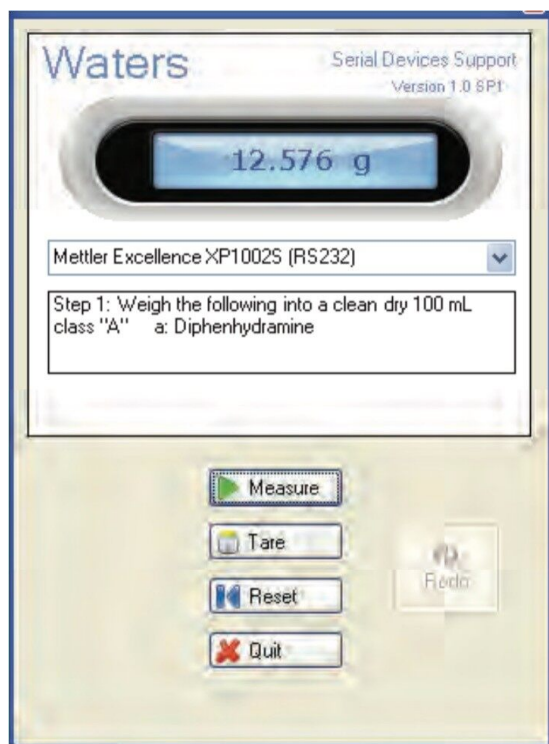 Waters
Serial Devices Support
Version 1.0 SP1
12.576 g
Mettler Excellence XP1002S (RS232)
Step 1: Weigh the following into a clean dry 100 mL
class "A" a: Diphenhydramine
Measure
Tare
Redo
Reset
Quit